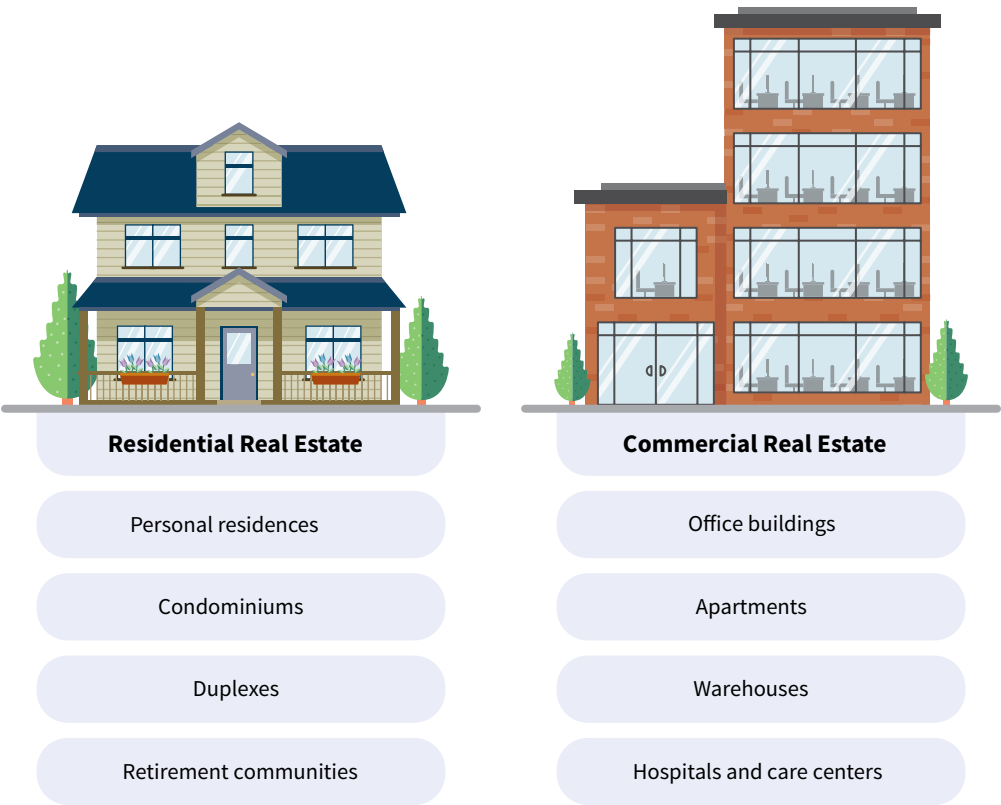 Residential Real Estate
Personal residences
Condominiums
Duplexes
Retirement communities
Commercial Real Estate
Office buildings
Apartments
Warehouses
Hospitals and care centers